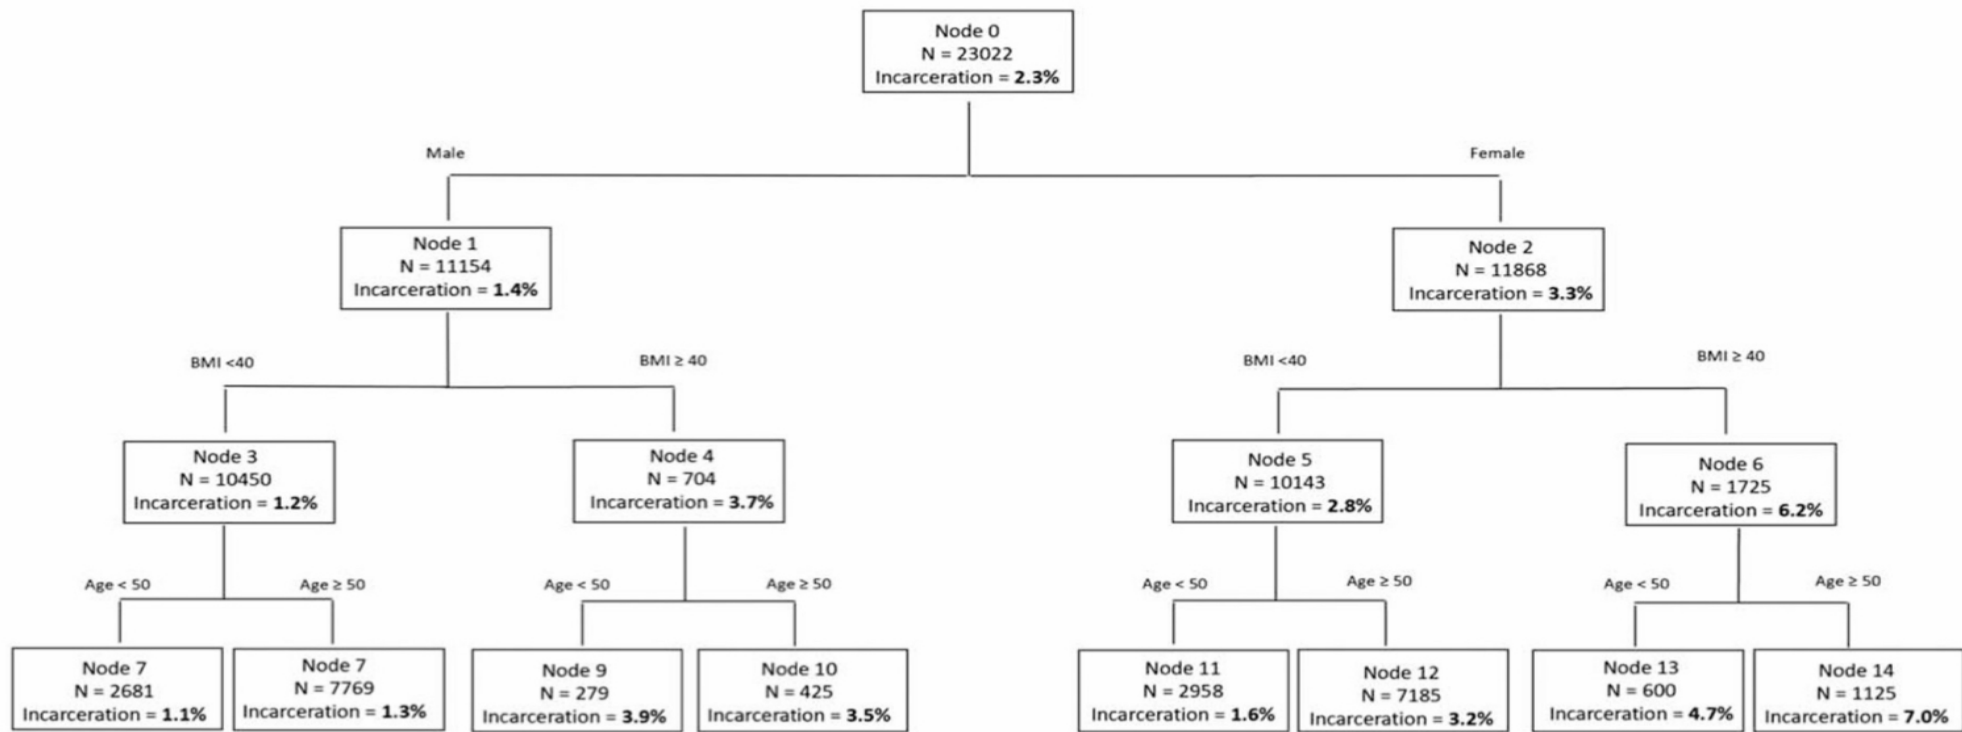 Node 0
N = 23022
Incarceration = 2.3%
Male
Female
Node 1
N = 11154
Incarceration = 1.4%
Node 2
N = 11868
Incarceration = 3.3%
BMI <40
BMI ≥ 40
BMI <40
BMI ≥ 40
Node 3
N = 10450
Incarceration = 1.2%
Node 4
N = 704
Incarceration = 3.7%
Node 5
N = 10143
Incarceration = 2.8%
Node 6
N = 1725
Incarceration = 6.2%
Age < 50
Age ≥ 50
Age < 50
Age ≥ 50
Age < 50
Age ≥ 50
Age < 50
Age ≥ 50
Node 7
N = 2681
Incarceration = 1.1%
Node 7
N = 7769
Incarceration = 1.3%
Node 9
N = 279
Incarceration = 3.9%
Node 10
N = 425
Incarceration = 3.5%
Node 11
N = 2958
Incarceration = 1.6%
Node 12
N = 7185
Incarceration = 3.2%
Node 13
N = 600
Incarceration = 4.7%
Node 14
N = 1125
Incarceration = 7.0%